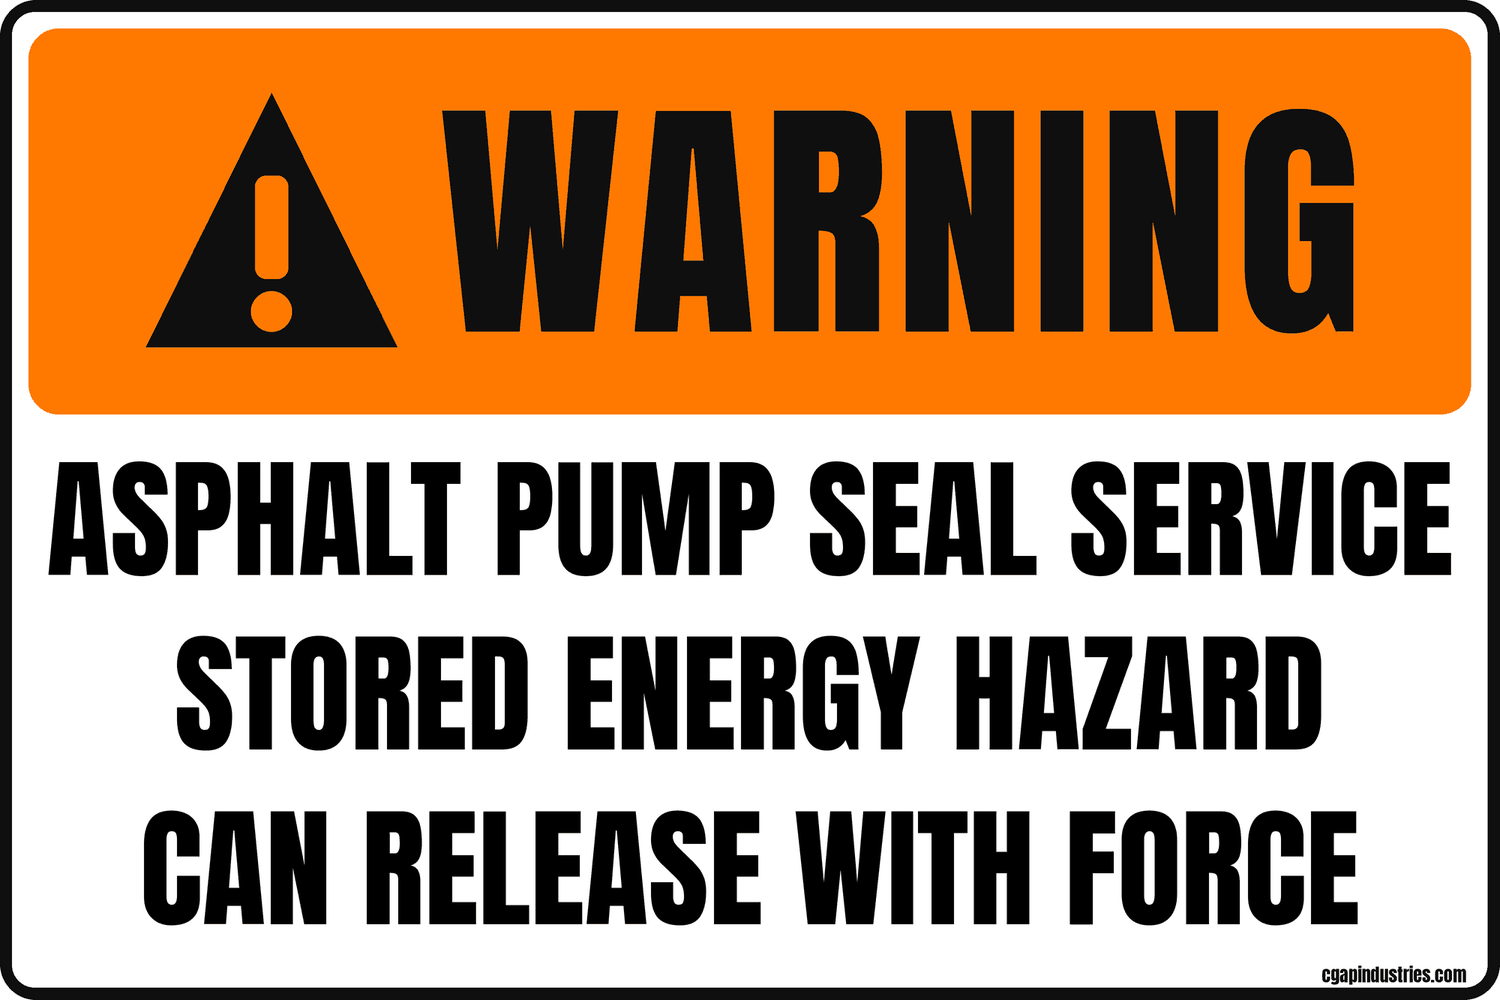 WARNING
ASPHALT PUMP SEAL SERVICE
STORED ENERGY HAZARD
CAN RELEASE WITH FORCE
cgapindustries.com